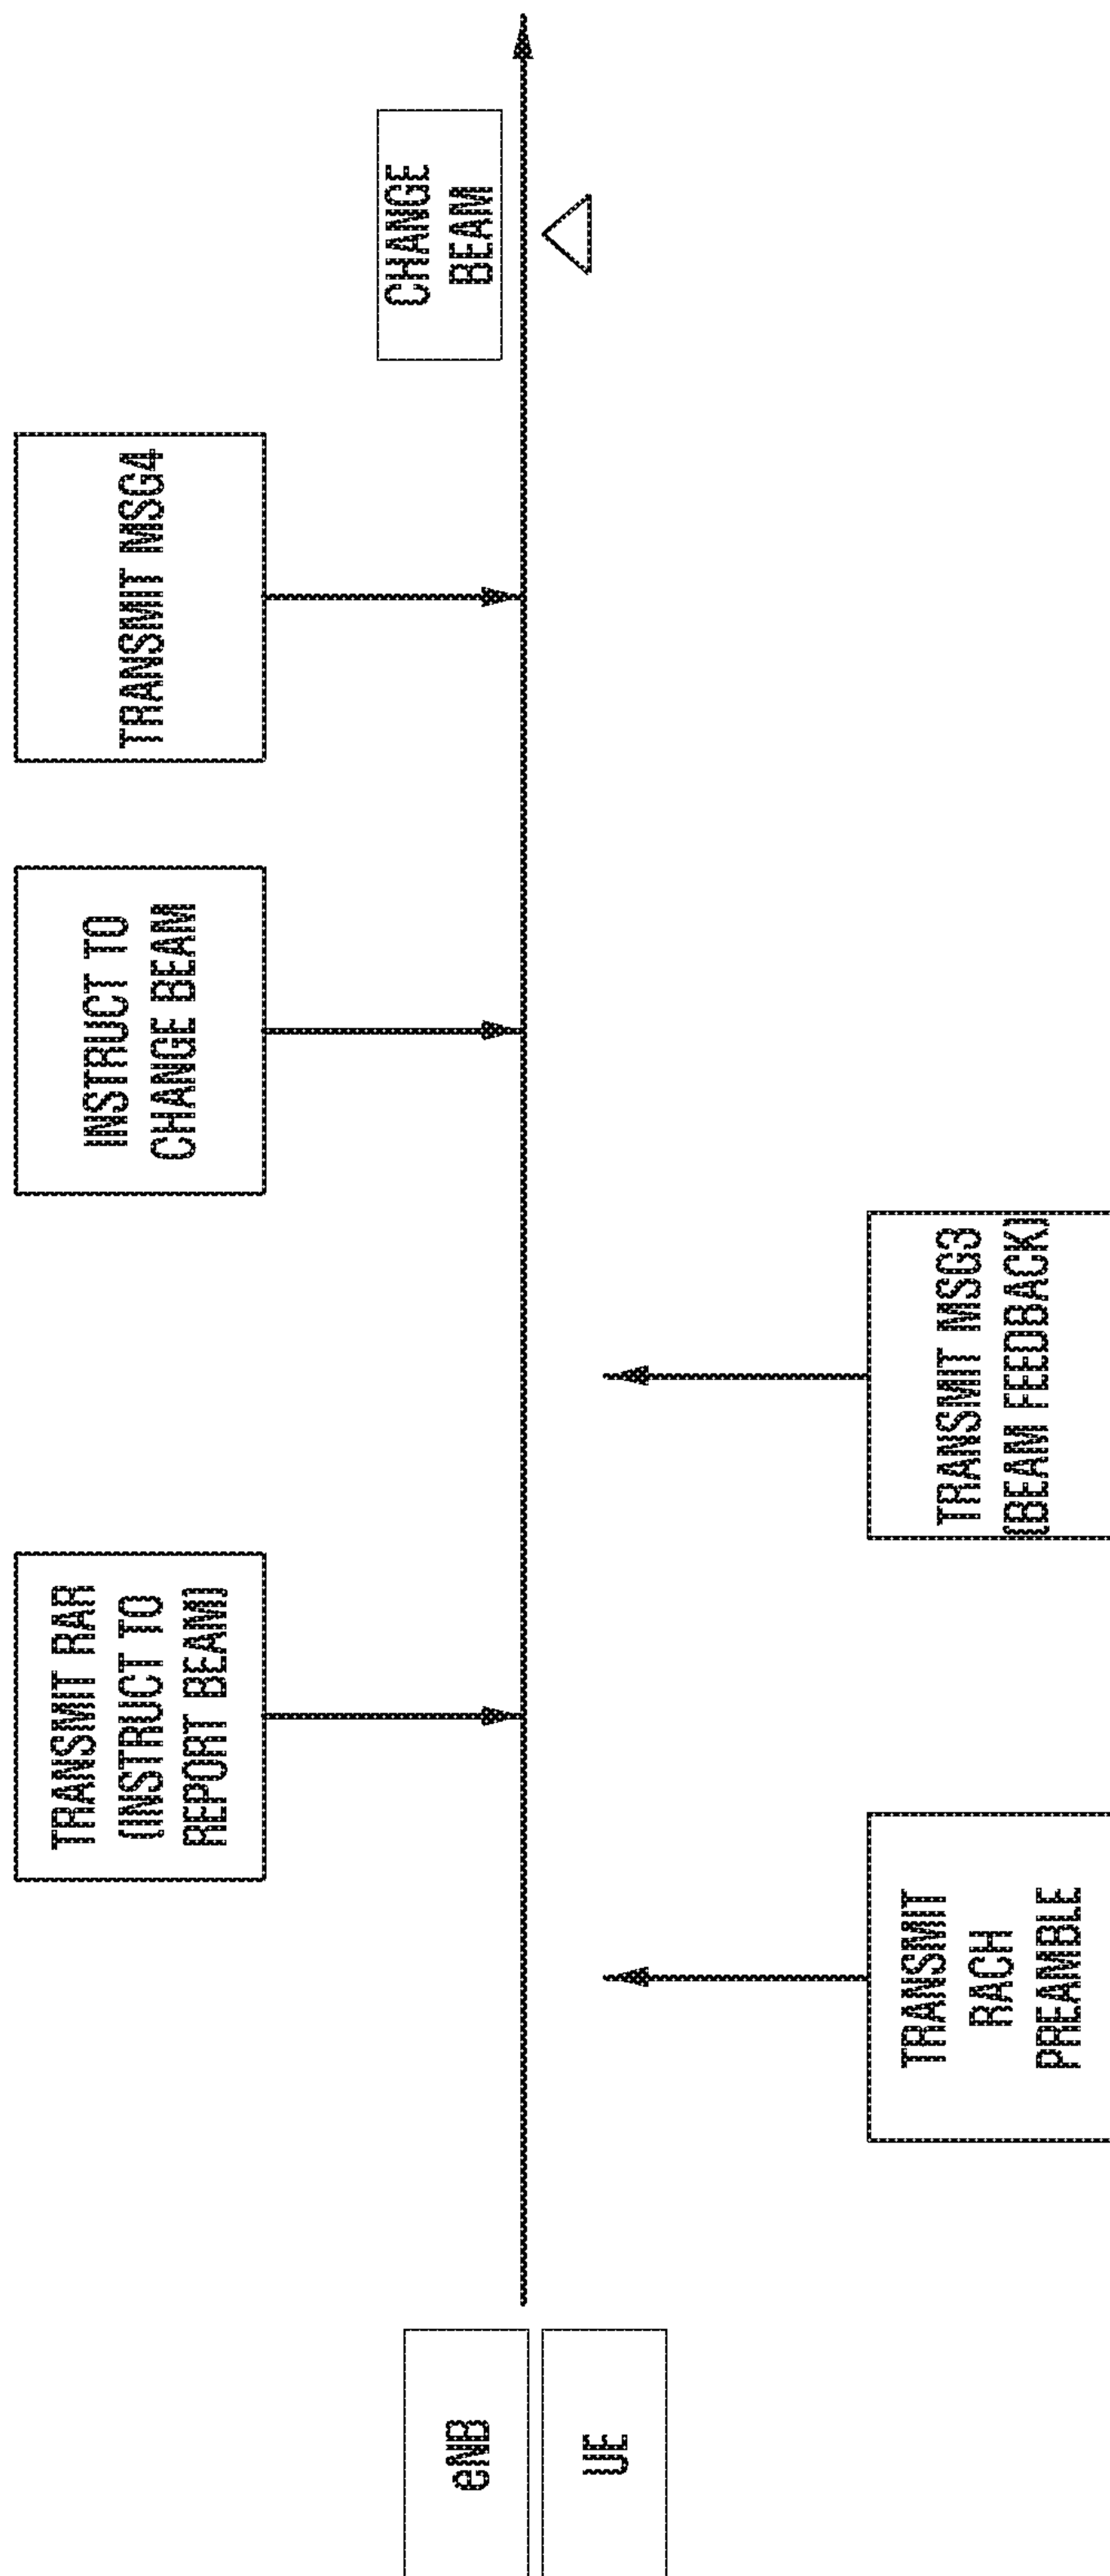 TRANSMIT RAR
(INSTRUCT TO
REPORT BEAM)
INSTRUCT TO
CHANGE BEAM
TRANSMIT MSG4
eNB
CHANGE
BEAM
UE
TRANSMIT
RACH
PREAMBLE
TRANSMIT MSG3
(BEAM FEEDBACK)